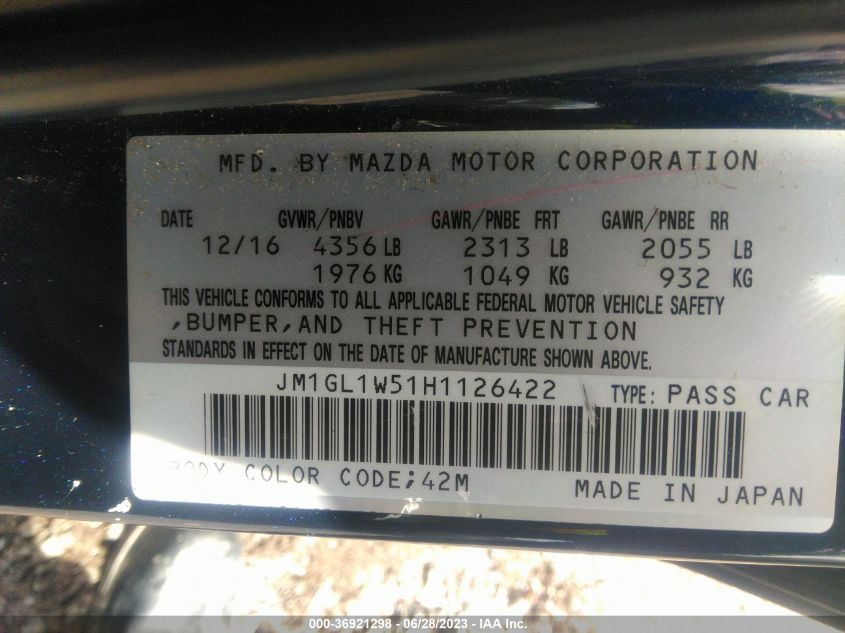 MFD. BY MAZDA MOTOR CORPORATION
DATE GVWR/PNBV GAWR/PNBE FRT GAWR/PNBE RR
12/16 4356 LB 2313 LB 2055 LB
1976 KG 1049 KG 932 KG
THIS VEHICLE CONFORMS TO ALL APPLICABLE FEDERAL MOTOR VEHICLE SAFETY
,BUMPER,AND THEFT PREVENTION
STANDARDS IN EFFECT ON THE DATE OF MANUFACTURE SHOWN ABOVE.
JM1GL1W51H1126422 TYPE: PASS CAR
BODY COLOR CODE;42M
MADE IN JAPAN
000-36921298 - 06/28/2023 - IAA Inc.